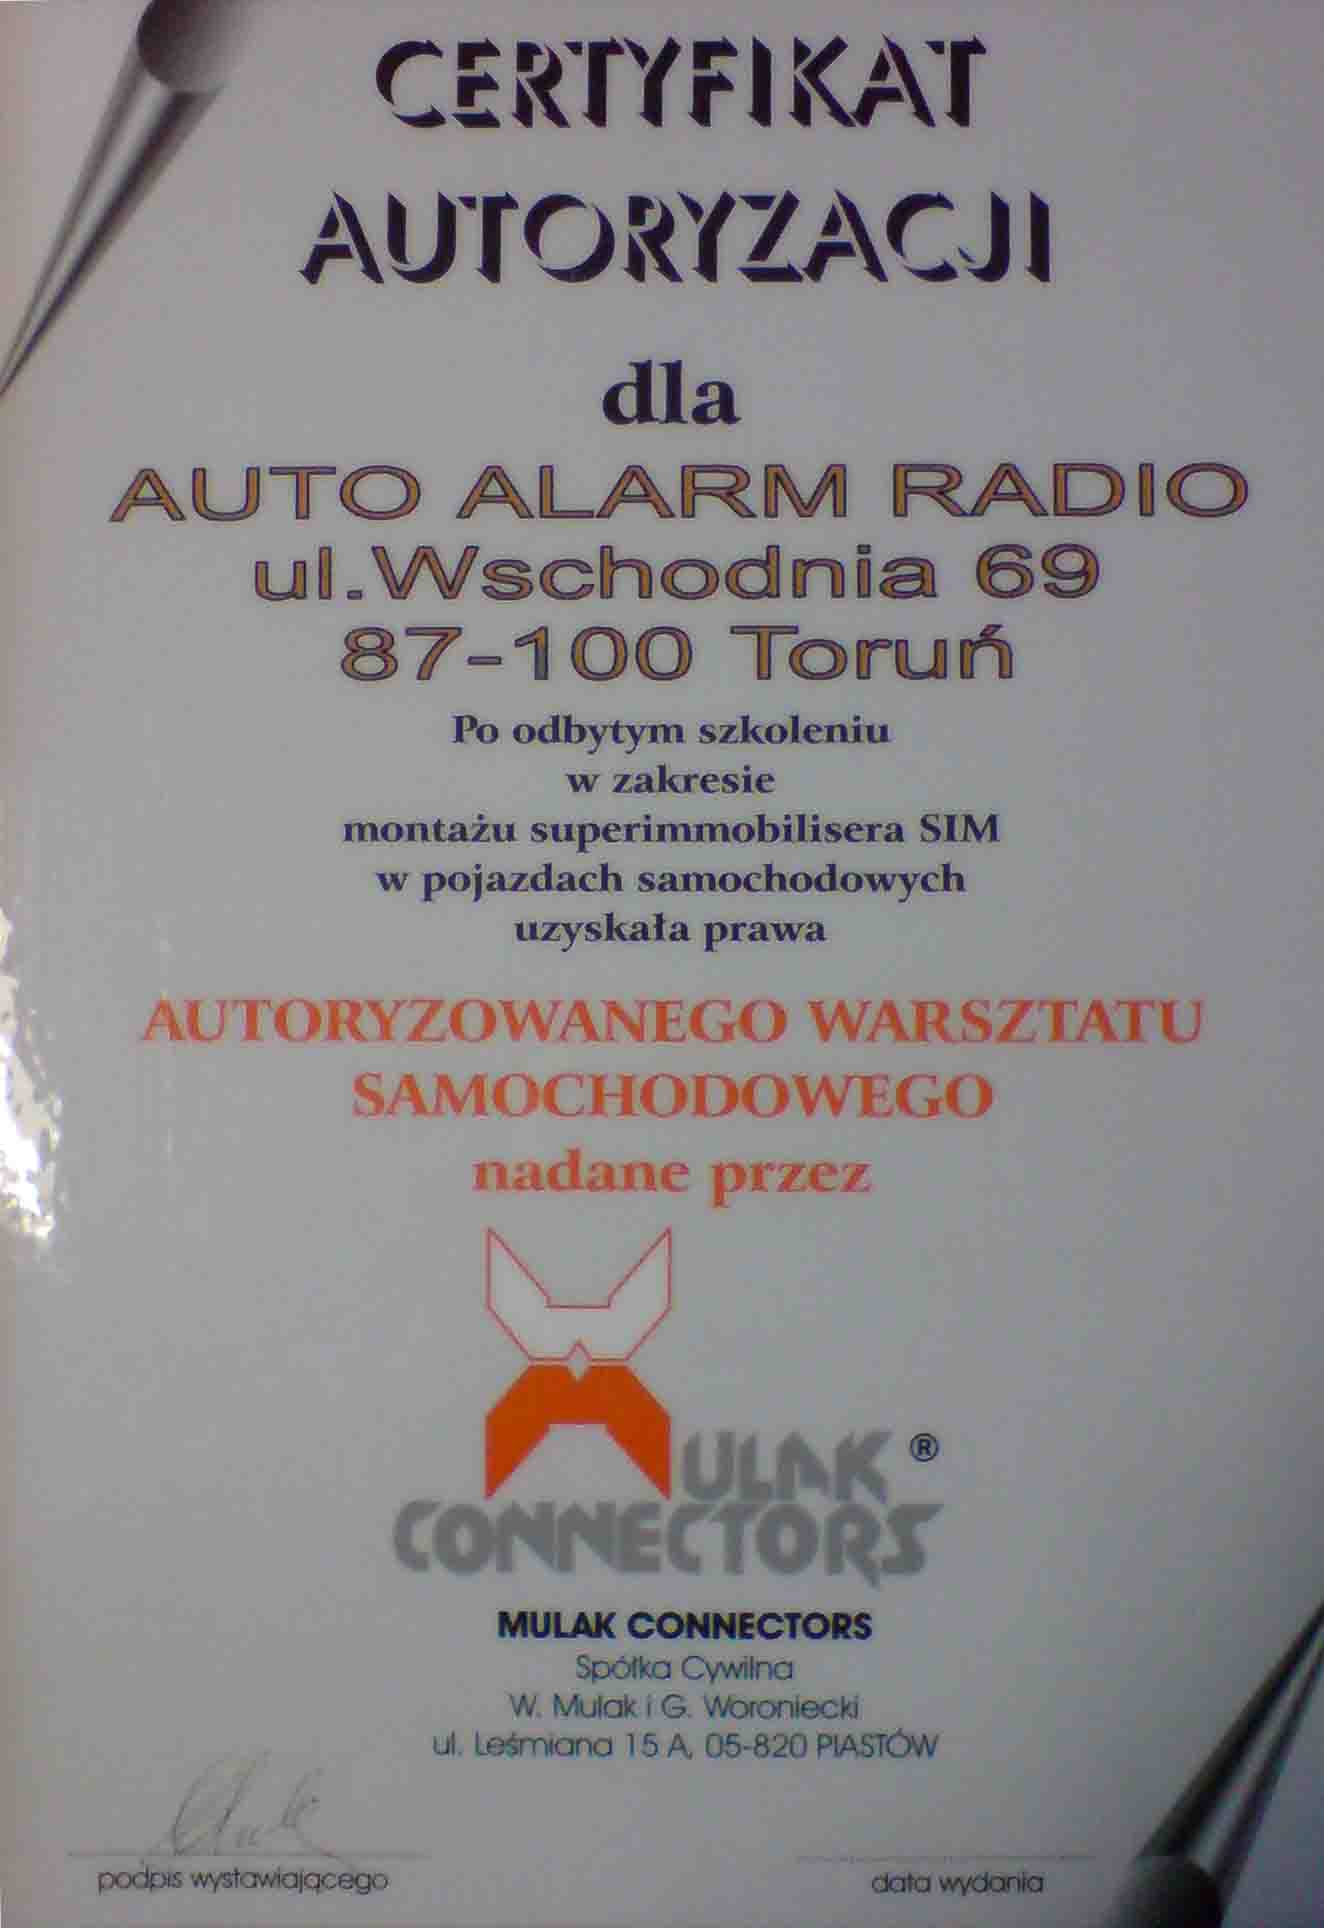 CERTYFIKAT
AUTORYZACJI
dla
AUTO ALARM RADIO
ul.Wschodnia 69
87-100 Toruń
Po odbytym szkoleniu
w zakresie
montażu superimmobilisera SIM
w pojazdach samochodowych
uzyskała prawa
AUTORYZOWANEGO WARSZTATU
SAMOCHODOWEGO
nadane przez
MULAK ®
CONNECTORS
MULAK CONNECTORS
Spółka Cywilna
W. Mulak i G. Woroniecki
ul. Leśmiana 15 A, 05-820 PIASTÓW
podpis wystawiającego
data wydania